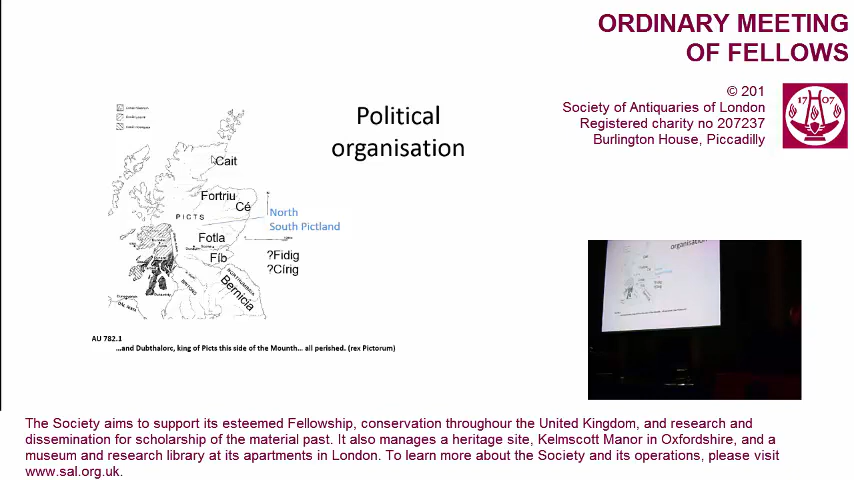 ORDINARY MEETING
OF FELLOWS
© 201
Society of Antiquaries of London
Registered charity no 207237
Burlington House, Piccadilly
17 07
Political
organisation
Cait
Fortriu
Cé
PICTS
North
South Pictland
Fotla
Fíb
?Fidig
?Círig
NORTHUMBRIA
BRITONS
Bernicia
AU 782.1
...and Dubthalorc, king of Picts this side of the Mounth... all perished. (rex Pictorum)
organisation
The Society aims to support its esteemed Fellowship, conservation throughour the United Kingdom, and research and
dissemination for scholarship of the material past. It also manages a heritage site, Kelmscott Manor in Oxfordshire, and a
museum and research library at its apartments in London. To learn more about the Society and its operations, please visit
www.sal.org.uk.